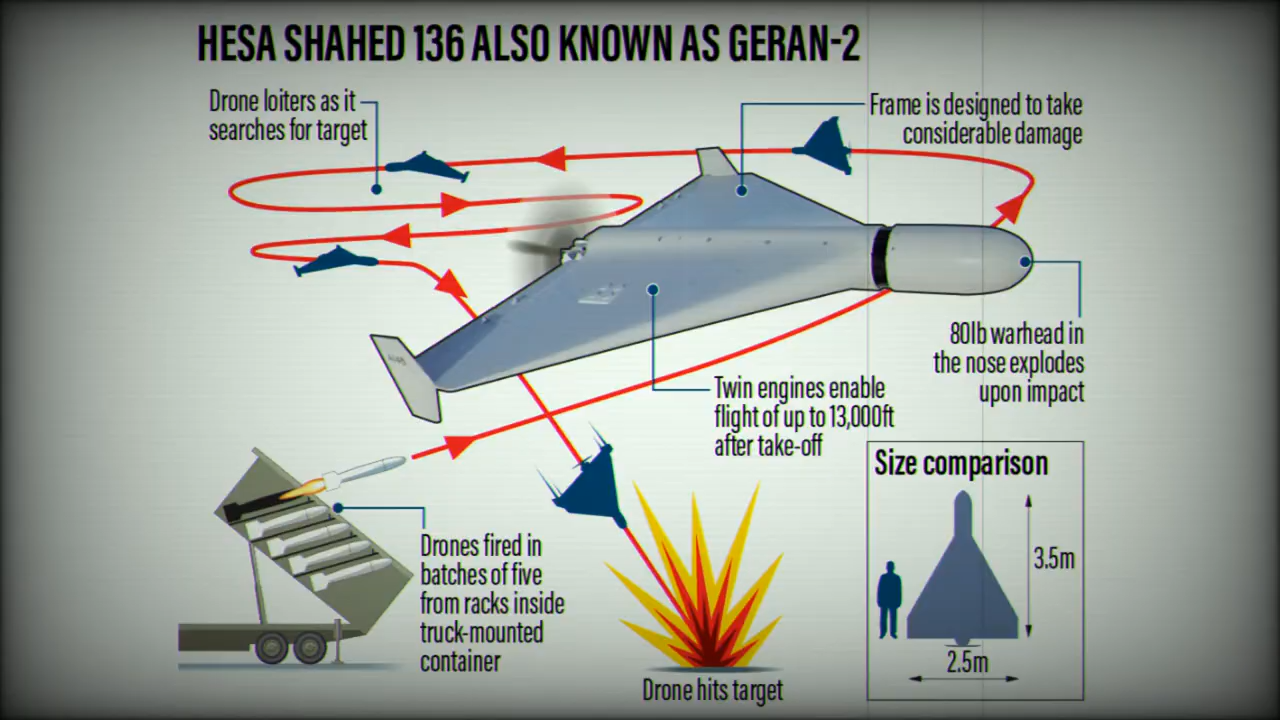 HESA SHAHED 136 ALSO KNOWN AS GERAN-2
Drone loiters as it
searches for target
Frame is designed to take
considerable damage
80lb warhead in
the nose explodes
upon impact
Twin engines enable
flight of up to 13,000ft
after take-off
Drones fired in
batches of five
from racks inside
truck-mounted
container
Drone hits target
Size comparison
3.5m
2.5m